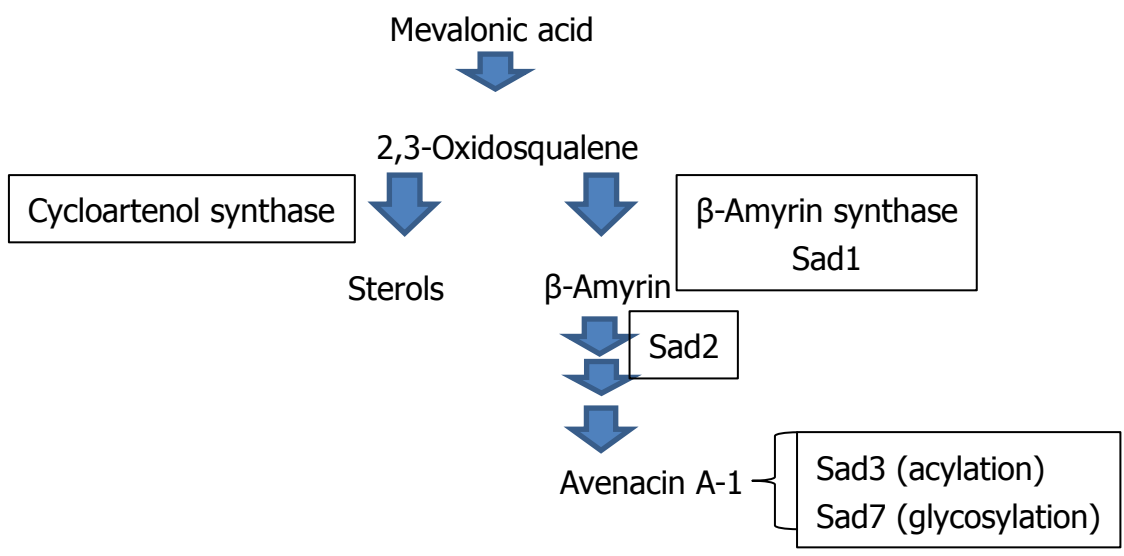 Mevalonic acid
2,3-Oxidosqualene
Cycloartenol synthase
β-Amyrin synthase
Sad1
Sterols
β-Amyrin
Sad2
Avenacin A-1
Sad3 (acylation)
Sad7 (glycosylation)